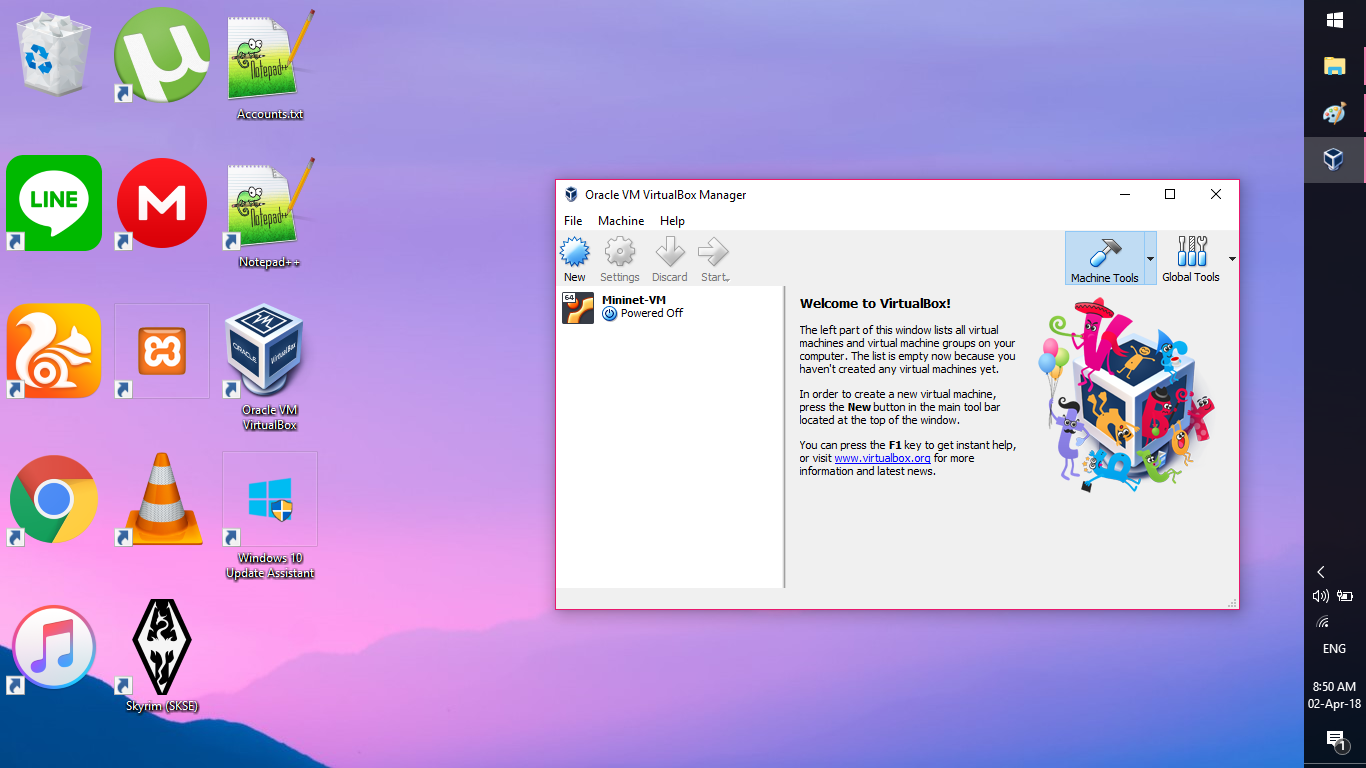 Accounts.txt
LINE
Notepad++
Oracle VM
VirtualBox
Windows 10
Update Assistant
Skyrim (SKSE)
Oracle VM VirtualBox Manager
File Machine Help
New Settings Discard Start
Machine Tools Global Tools
64
Mininet-VM
Powered Off
Welcome to VirtualBox!
The left part of this window lists all virtual
machines and virtual machine groups on your
computer. The list is empty now because you
haven't created any virtual machines yet.
In order to create a new virtual machine,
press the New button in the main tool bar
located at the top of the window.
You can press the F1 key to get instant help,
or visit www.virtualbox.org for more
information and latest news.
ENG
8:50 AM
02-Apr-18
1